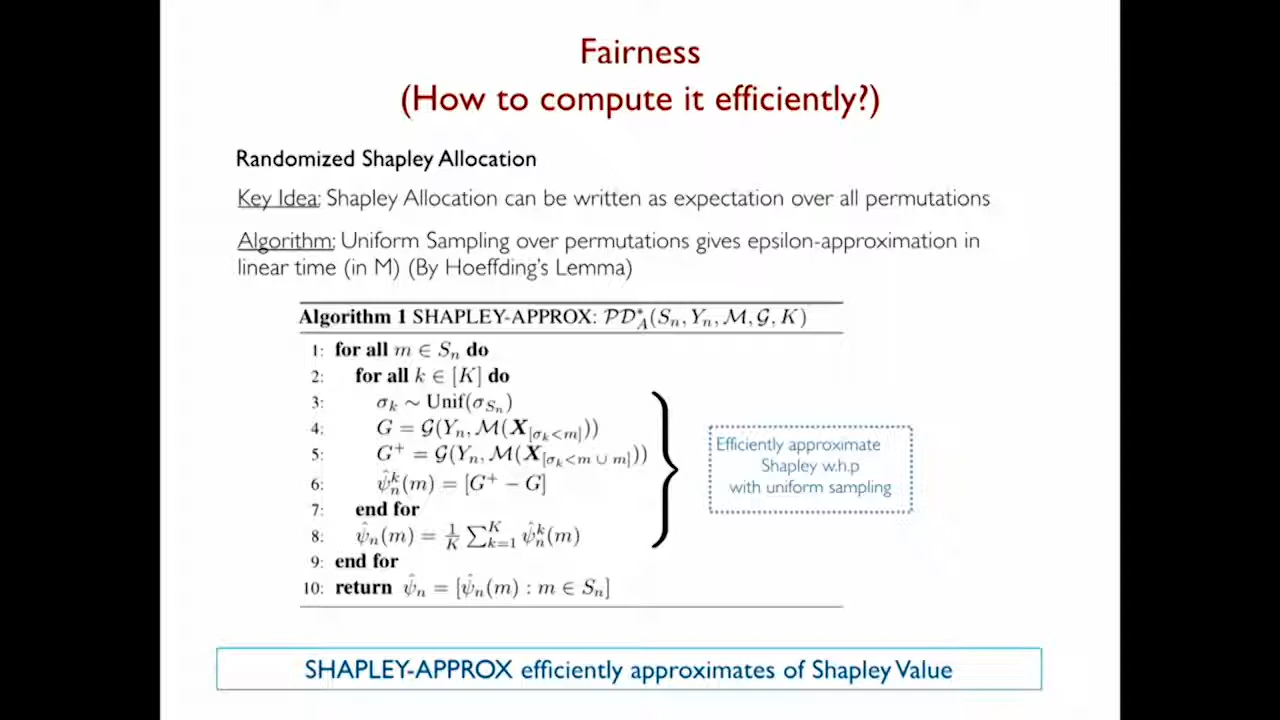 Fairness
(How to compute it efficiently?)
Randomized Shapley Allocation
Key Idea: Shapley Allocation can be written as expectation over all permutations
Algorithm: Uniform Sampling over permutations gives epsilon-approximation in
linear time (in M) (By Hoeffding's Lemma)
Algorithm 1 SHAPLEY-APPROX: 𝒫𝒟*_A(S_n, Y_n, ℳ, 𝒢, K)
1: for all m ∈ S_n do
2: for all k ∈ [K] do
3: σ_k ∼ Unif(σ_{S_n})
4: G = 𝒢(Y_n, ℳ(X_{[σ_k<m]}))
5: G⁺ = 𝒢(Y_n, ℳ(X_{[σ_k<m ∪ m]}))
6: ψ̂_n^k(m) = [G⁺ − G]
7: end for
8: ψ̂_n(m) = 1/K ∑_{k=1}^K ψ̂_n^k(m)
9: end for
10: return ψ̂_n = [ψ̂_n(m) : m ∈ S_n]
Efficiently approximate
Shapley w.h.p
with uniform sampling
SHAPLEY-APPROX efficiently approximates of Shapley Value